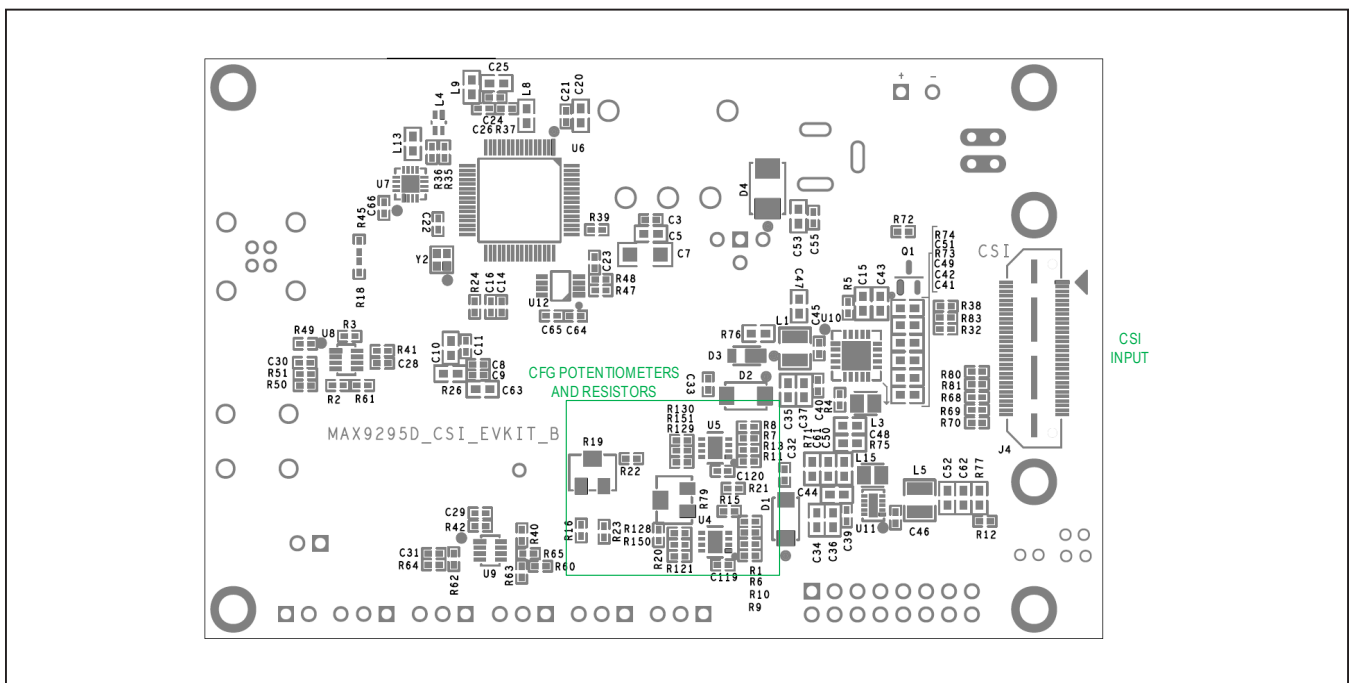 C25
L9
L4
L8
C21
C20
C24
C26 R37
L13
U6
U7
R36
R35
C66
R45
C22
Y2
R18
R39
C3
C5
C7
C23
R48
R47
U12
C65 C64
R24
C16
C14
D4
C53
C55
+ -
R72
Q1
R74
C51
R73
C49
C42
C41
CSI
R38
R83
R32
C47
R5
C15
C43
R76
L1
C45
U10
D3
D2
C33
R49
U8
R3
C30
R51
R50
R41
C28
R2
R61
C10
C11
C8
C9
R26
C63
CFG POTENTIOMETERS
AND RESISTORS
CSI
INPUT
C35
C37
C40
R4
L3
C48
R75
R80
R81
R68
R69
R70
J4
MAX9295D_CSI_EVKIT_B
R19
R22
R130
R151
R129
U5
R8
R7
R13
R11
C32
C120
R21
R15
R79
R71
C61
C50
L15
L5
C52
C62
R77
C44
D1
C34
C36
C39
U11
C46
R12
R16
R23
R128
R150
R20
R121
U4
C119
R1
R6
R10
R9
C29
R42
C31
R64
R62
U9
R40
R65
R60
R63